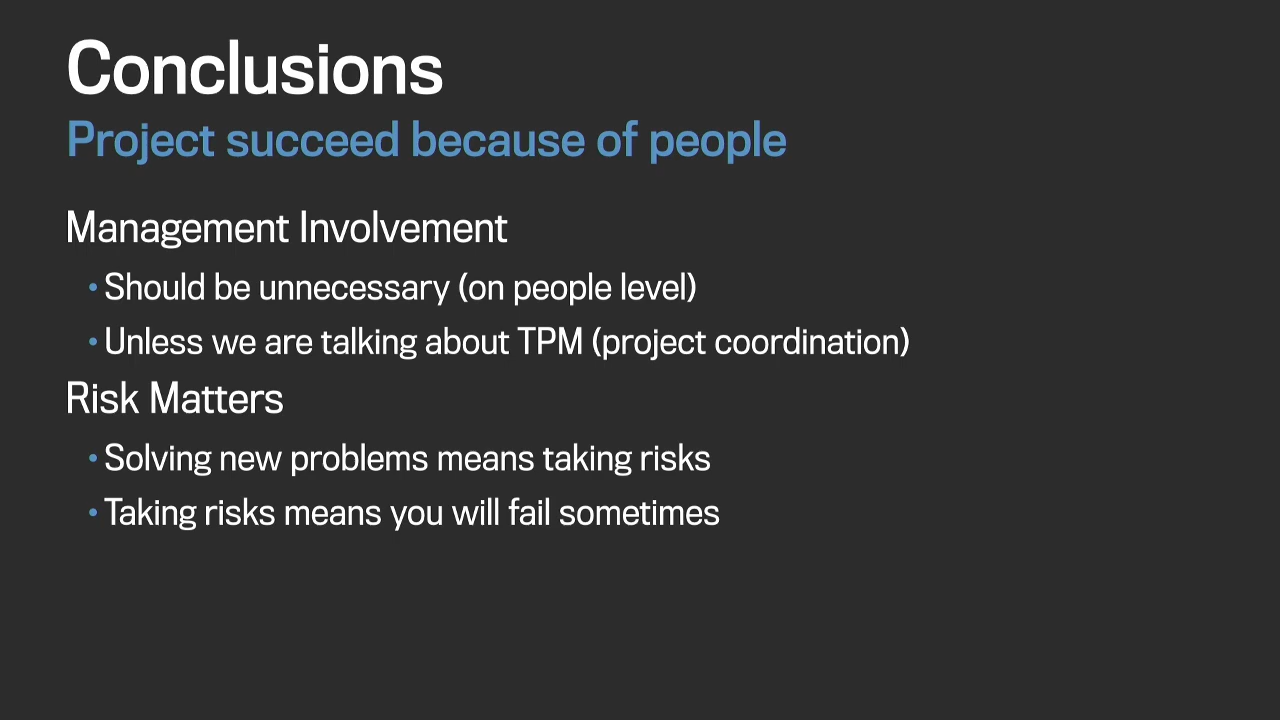 Conclusions
Project succeed because of people
Management Involvement
• Should be unnecessary (on people level)
• Unless we are talking about TPM (project coordination)
Risk Matters
• Solving new problems means taking risks
• Taking risks means you will fail sometimes